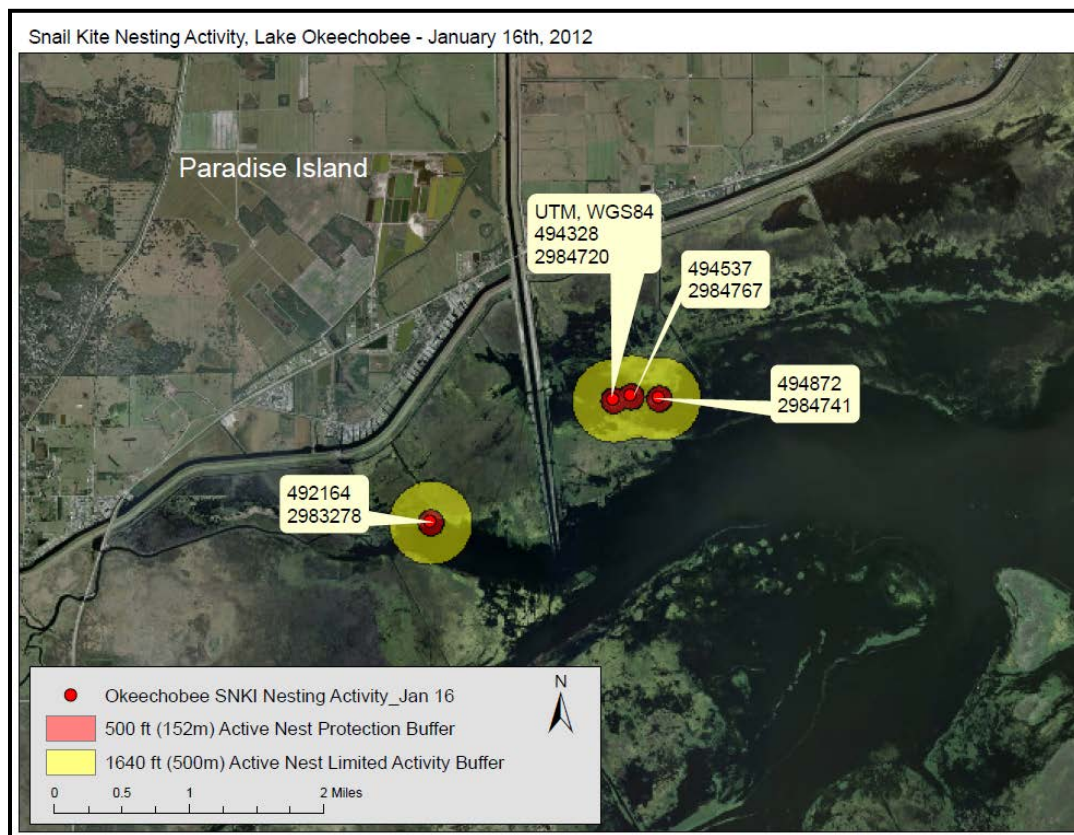 Snail Kite Nesting Activity, Lake Okeechobee - January 16th, 2012
Paradise Island
UTM, WGS84
494328
2984720
494537
2984767
494872
2984741
492164
2983278
Okeechobee SNKI Nesting Activity_Jan 16
500 ft (152m) Active Nest Protection Buffer
1640 ft (500m) Active Nest Limited Activity Buffer
N
0 0.5 1 2 Miles